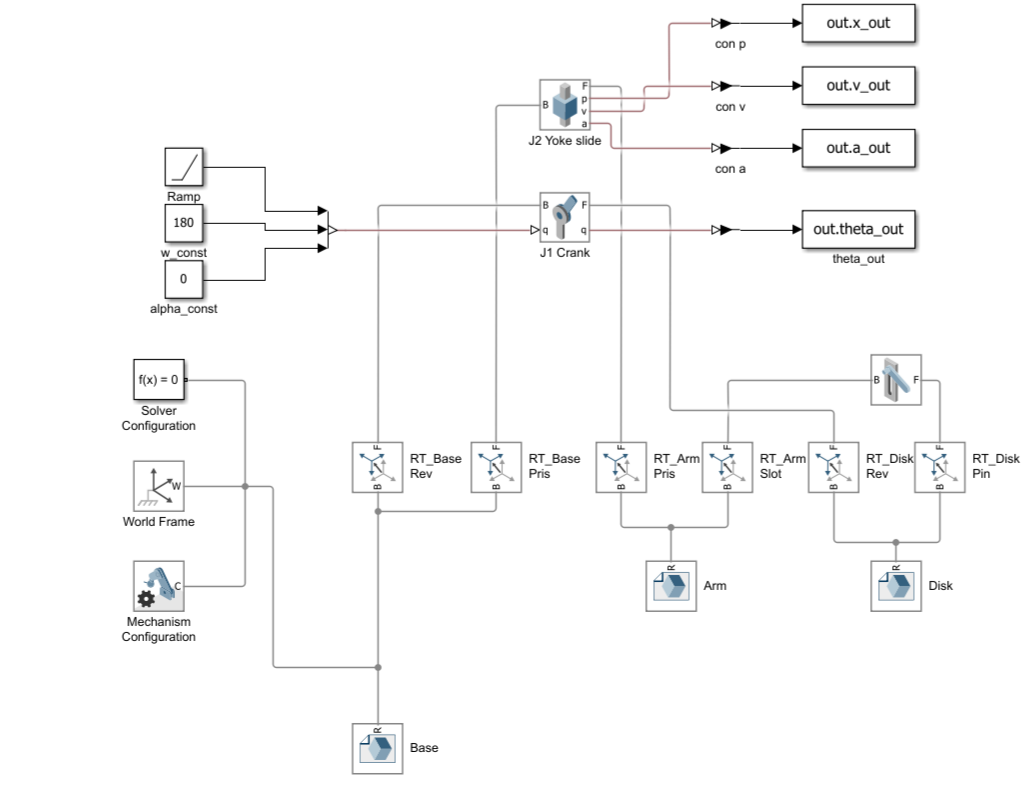 out.x_out
con p
out.v_out
con v
out.a_out
con a
B
F
p
v
a
J2 Yoke slide
Ramp
180
w_const
0
alpha_const
B
F
q
q
J1 Crank
out.theta_out
theta_out
f(x) = 0
Solver
Configuration
W
World Frame
C
Mechanism
Configuration
B
F
F
B
RT_Base
Rev
F
B
RT_Base
Pris
F
B
RT_Arm
Pris
F
B
RT_Arm
Slot
F
B
RT_Disk
Rev
F
B
RT_Disk
Pin
R
Arm
R
Disk
R
Base